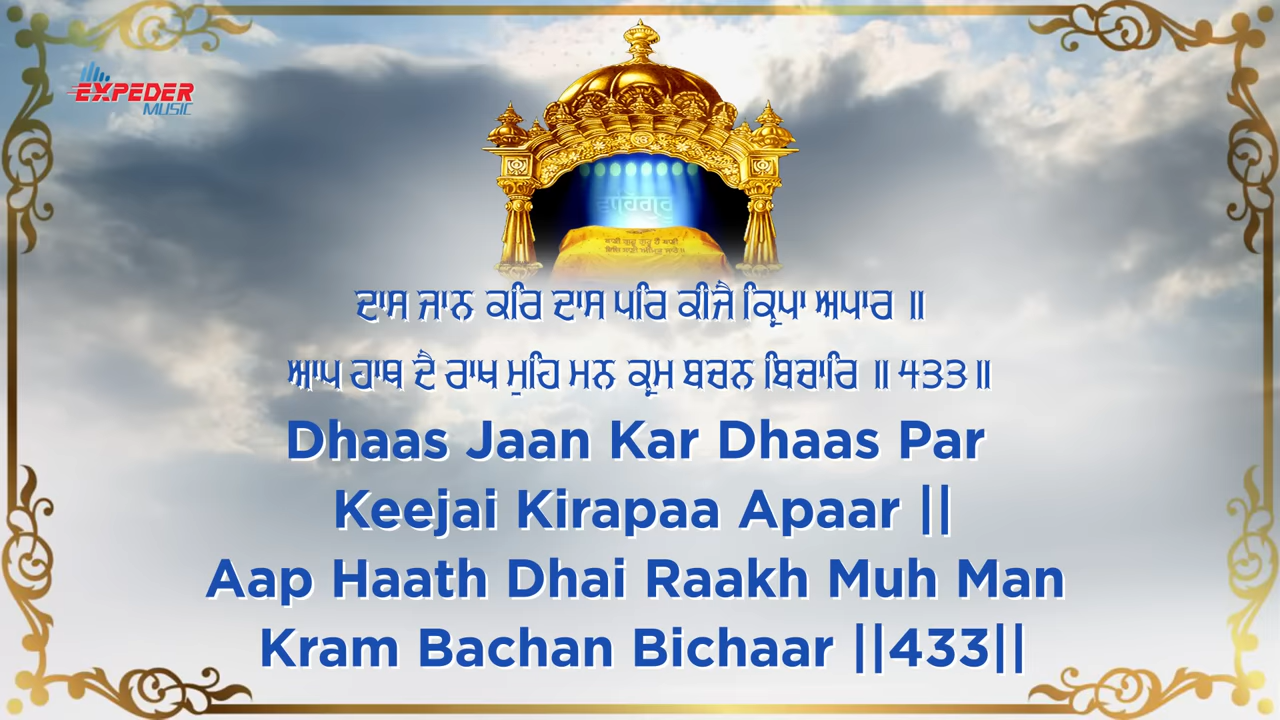 EXPEDER
MUSIC
ਵਾਹਿਗੁਰੂ
ਬਾਣੀ ਗੁਰੂ ਗੁਰੂ ਹੈ ਬਾਣੀ
ਵਿਚਿ ਬਾਣੀ ਅੰਮ੍ਰਿਤੁ ਸਾਰੇ॥
ਦਾਸ ਜਾਨ ਕਰਿ ਦਾਸ ਪਰਿ ਕੀਜੈ ਕ੍ਰਿਪਾ ਅਪਾਰ ॥
ਆਪ ਹਾਥ ਦੈ ਰਾਖ ਮੁਹਿ ਮਨ ਕ੍ਰਮ ਬਚਨ ਬਿਚਾਰਿ ॥੪੩੩॥
Dhaas Jaan Kar Dhaas Par
Keejai Kirapaa Apaar ||
Aap Haath Dhai Raakh Muh Man
Kram Bachan Bichaar ||433||